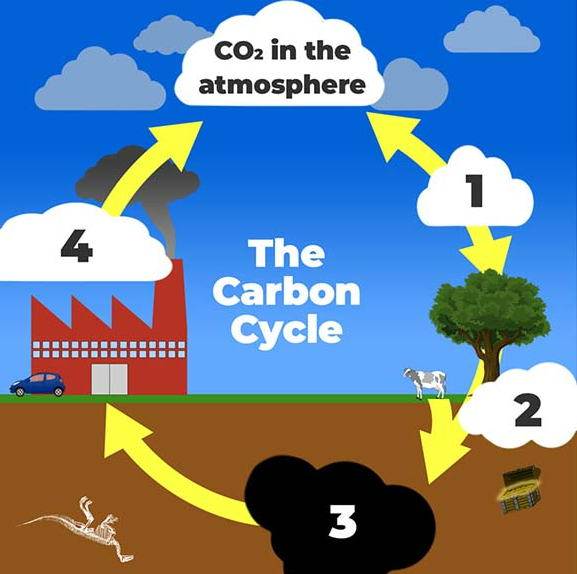 CO₂ in the
atmosphere
1
4
The
Carbon
Cycle
2
3